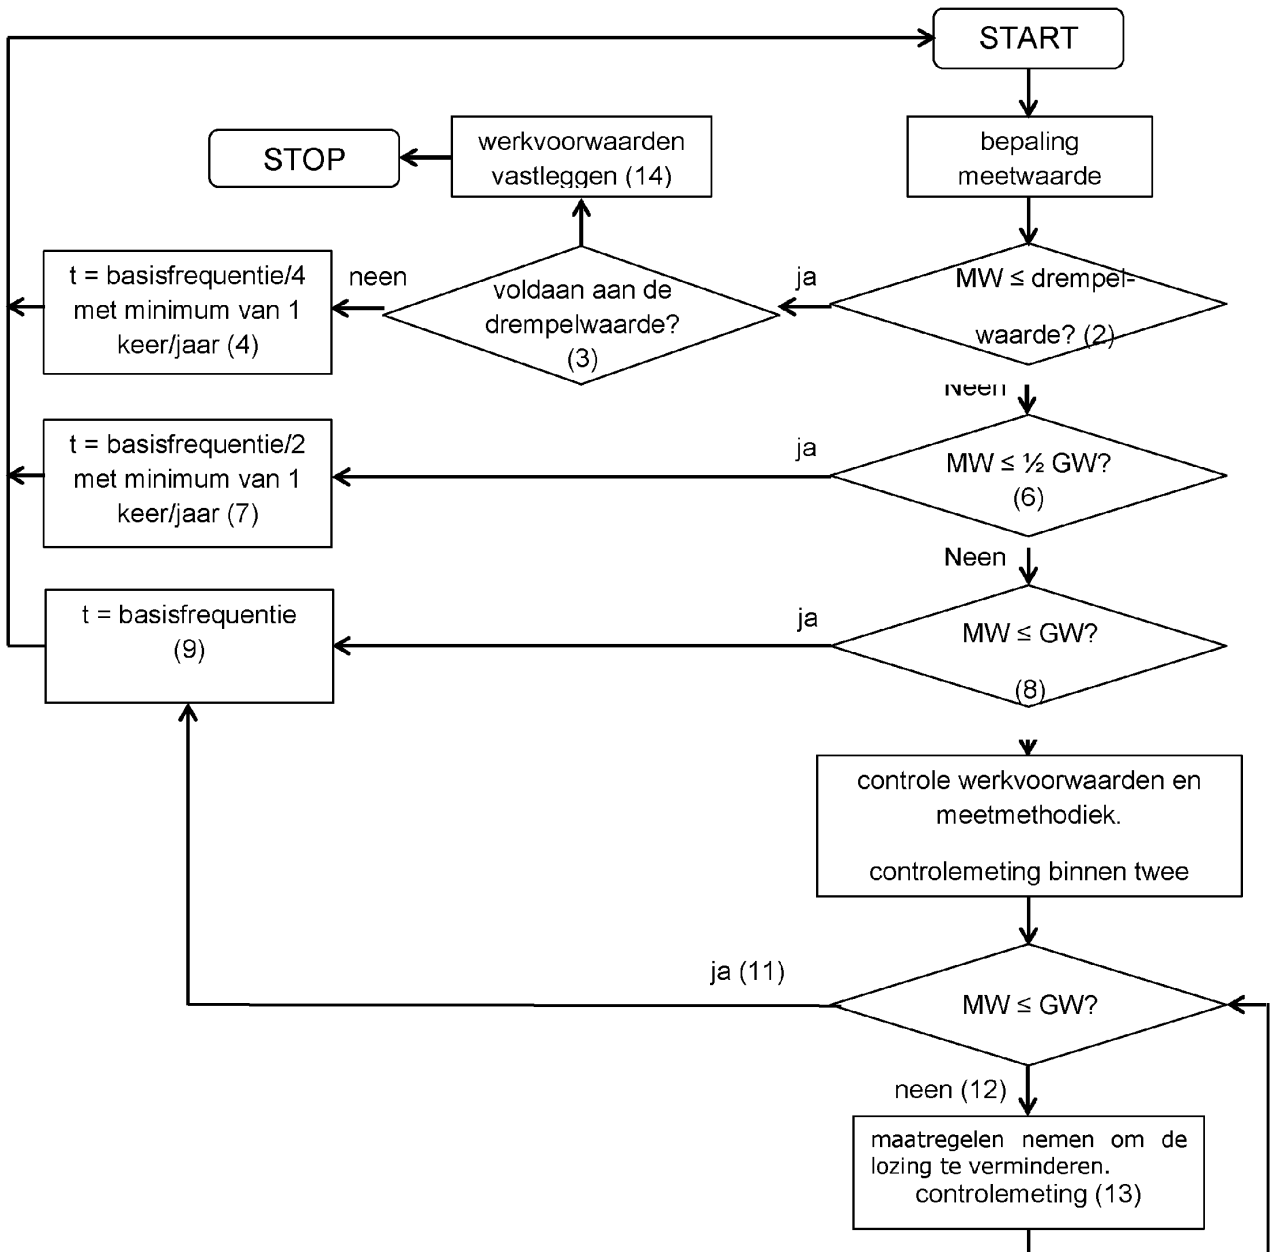 START
bepaling
meetwaarde
werkvoorwaarden
vastleggen (14)
STOP
MW ≤ drempel-
waarde? (2)
ja
voldaan aan de
drempelwaarde?
(3)
neen
t = basisfrequentie/4
met minimum van 1
keer/jaar (4)
Neen
MW ≤ ½ GW?
(6)
ja
t = basisfrequentie/2
met minimum van 1
keer/jaar (7)
Neen
MW ≤ GW?
(8)
ja
t = basisfrequentie
(9)
controle werkvoorwaarden en
meetmethodiek.
controlemeting binnen twee
MW ≤ GW?
ja (11)
neen (12)
maatregelen nemen om de
lozing te verminderen.
controlemeting (13)